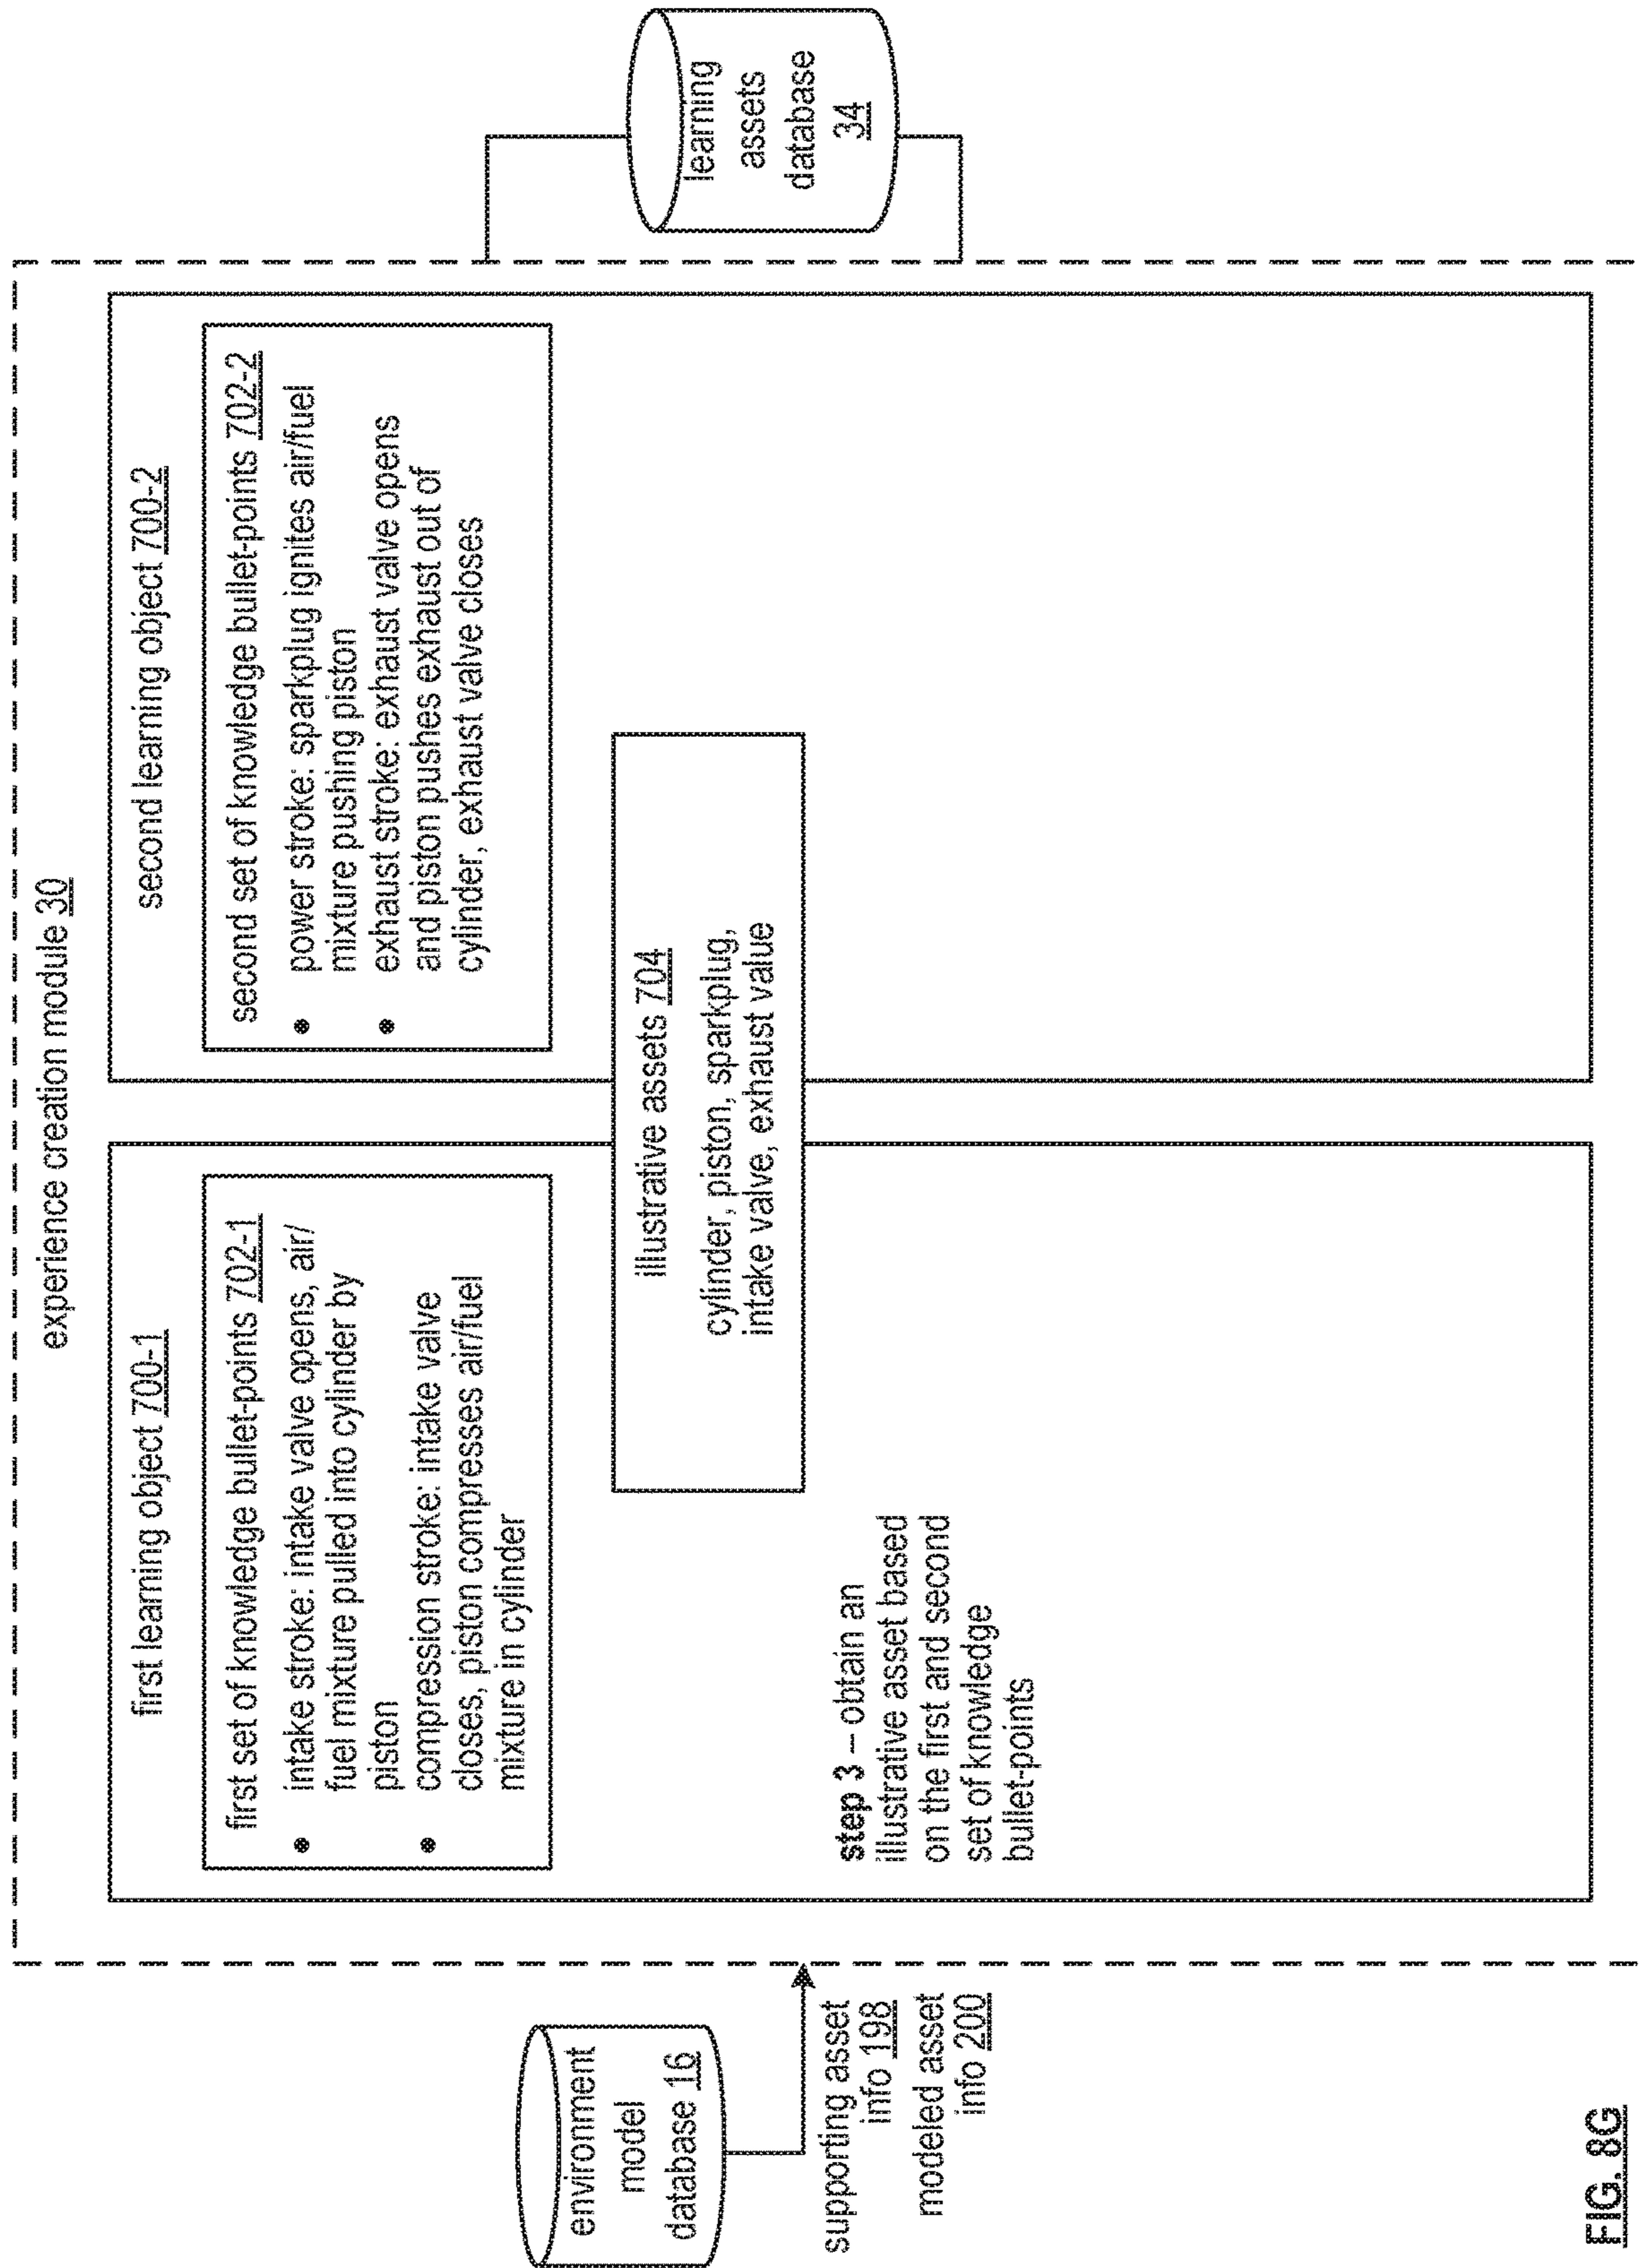 experience creation module 30
first learning object 700-1
first set of knowledge bullet-points 702-1
• intake stroke: intake valve opens, air/
fuel mixture pulled into cylinder by
piston
• compression stroke: intake valve
closes, piston compresses air/fuel
mixture in cylinder
second learning object 700-2
second set of knowledge bullet-points 702-2
• power stroke: sparkplug ignites air/fuel
mixture pushing piston
• exhaust stroke: exhaust valve opens
and piston pushes exhaust out of
cylinder, exhaust valve closes
illustrative assets 704
cylinder, piston, sparkplug,
intake valve, exhaust value
step 3 – obtain an
illustrative asset based
on the first and second
set of knowledge
bullet-points
environment
model
database 16
supporting asset
info 198
modeled asset
info 200
learning
assets
database
34
FIG. 8G